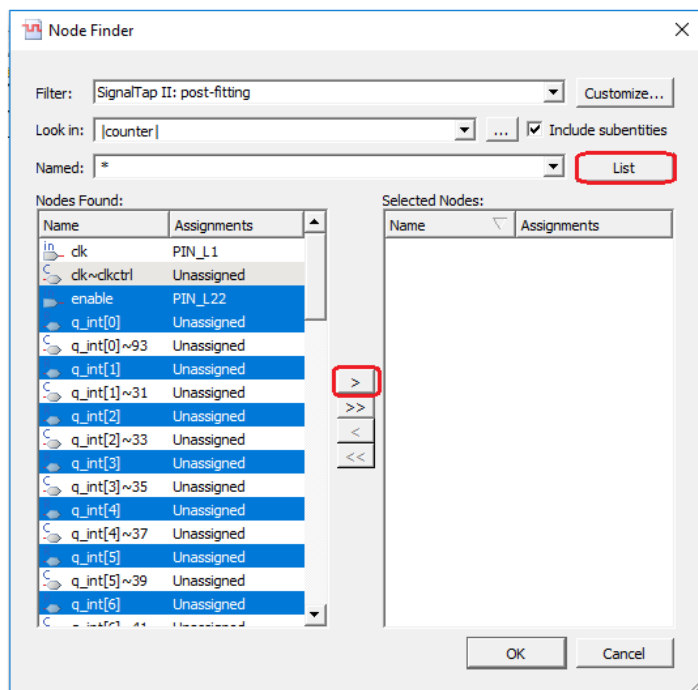 Node Finder
Filter: SignalTap II: post-fitting Customize...
Look in: |counter| ... Include subentities
Named: * List
Nodes Found: Selected Nodes:
Name Assignments Name Assignments
in clk PIN_L1
C clk~clkctrl Unassigned
enable PIN_L22
q_int[0] Unassigned
C q_int[0]~93 Unassigned
q_int[1] Unassigned
C q_int[1]~31 Unassigned
>
q_int[2] Unassigned
>>
C q_int[2]~33 Unassigned
<
q_int[3] Unassigned
<<
C q_int[3]~35 Unassigned
q_int[4] Unassigned
C q_int[4]~37 Unassigned
q_int[5] Unassigned
C q_int[5]~39 Unassigned
q_int[6] Unassigned
OK Cancel